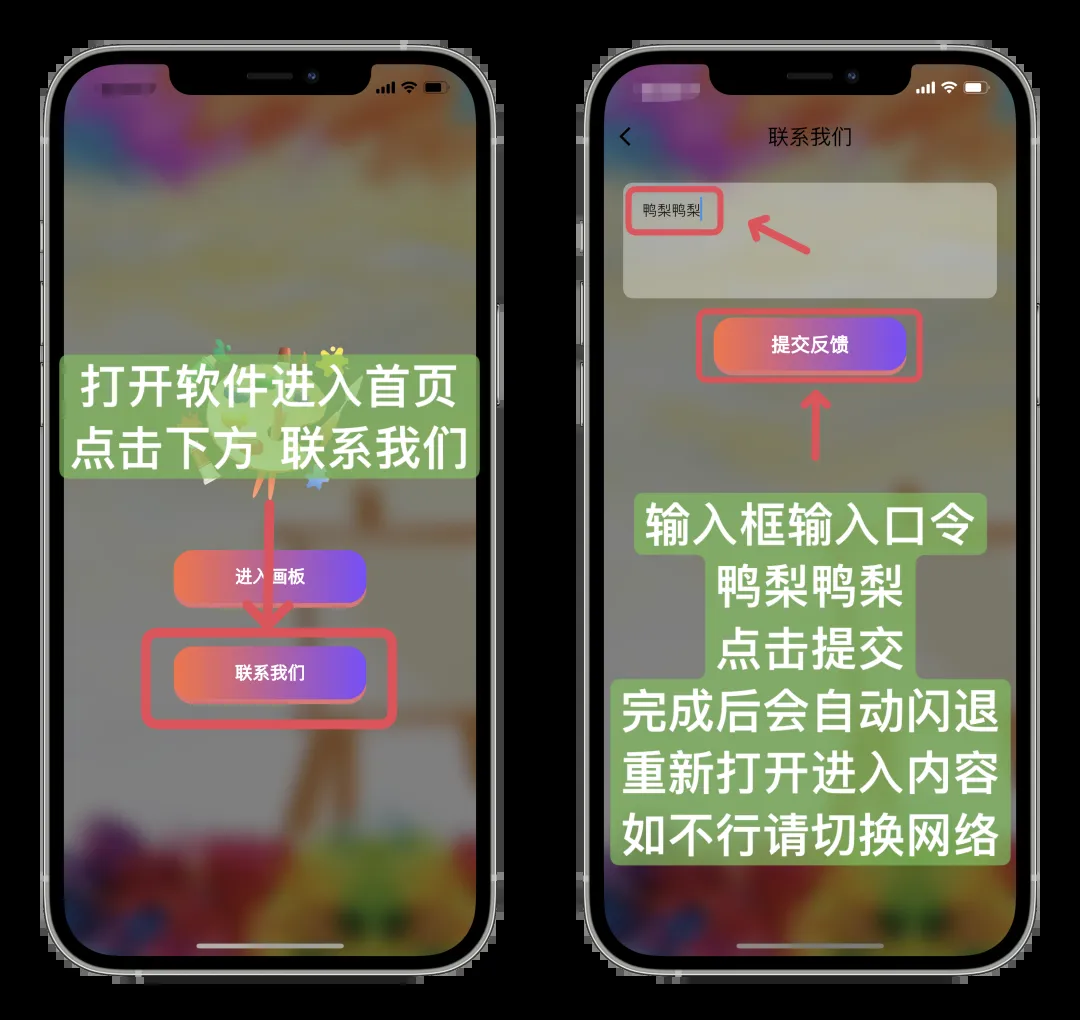 打开软件进入首页
点击下方 联系我们
进入画板
联系我们
联系我们
鸭梨鸭梨
提交反馈
输入框输入口令
鸭梨鸭梨
点击提交
完成后会自动闪退
重新打开进入内容
如不行请切换网络